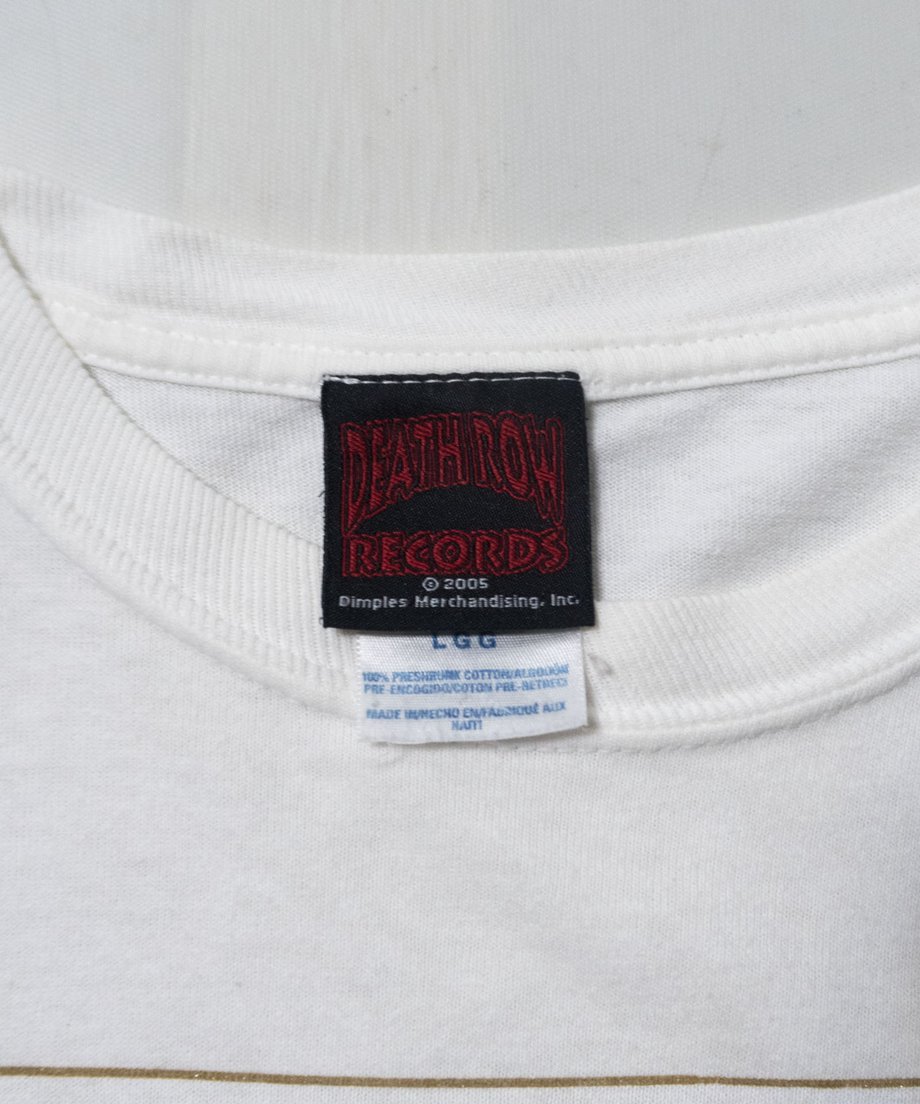 DEATH ROW
RECORDS
© 2005
Dimples Merchandising, Inc.
L G G
100% PRESHRUNK COTTON/ALGODÓN
PRE-ENCOGIDO/COTON PRE-RETRECI
MADE IN/HECHO EN/FABRIQUÉ AUX
HAITI